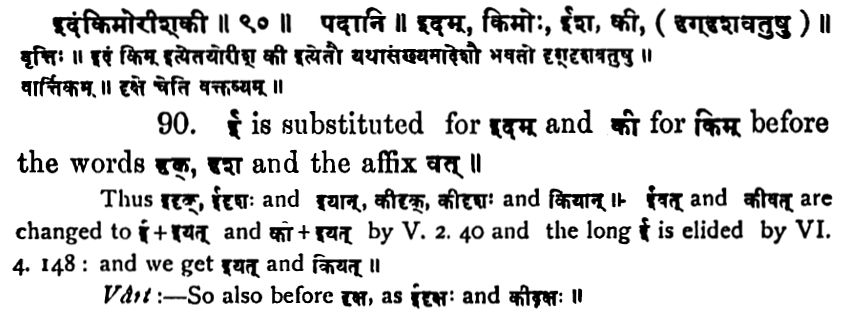 इदंकिमोरीश्की ॥ ९० ॥ पदानि ॥ इदम्, किमोः, ईश, की, ( दृग्दृशवतुषु ) ॥
वृत्तिः ॥ इदं किम् इत्येतयोरीश् की इत्येतौ यथासंख्यमादेशौ भवतो दृग्दृशवतुषु ॥
वार्त्तिकम् ॥ दृक्षे चेति वक्तव्यम् ॥
90. ई is substituted for इदम् and की for किम् before
the words दृक्, दृश and the affix वत् ॥
Thus ईदृक्, ईदृशः and इयान्, कीदृक्, कीदृशः and कियान् ॥ ईवत् and कीवत् are
changed to ई + इयत् and की + इयत् by V. 2. 40 and the long ई is elided by VI.
4. 148 : and we get इयत् and कियत् ॥
Vârt :—So also before दृक्ष, as ईदृक्षः and कीदृक्षः ॥